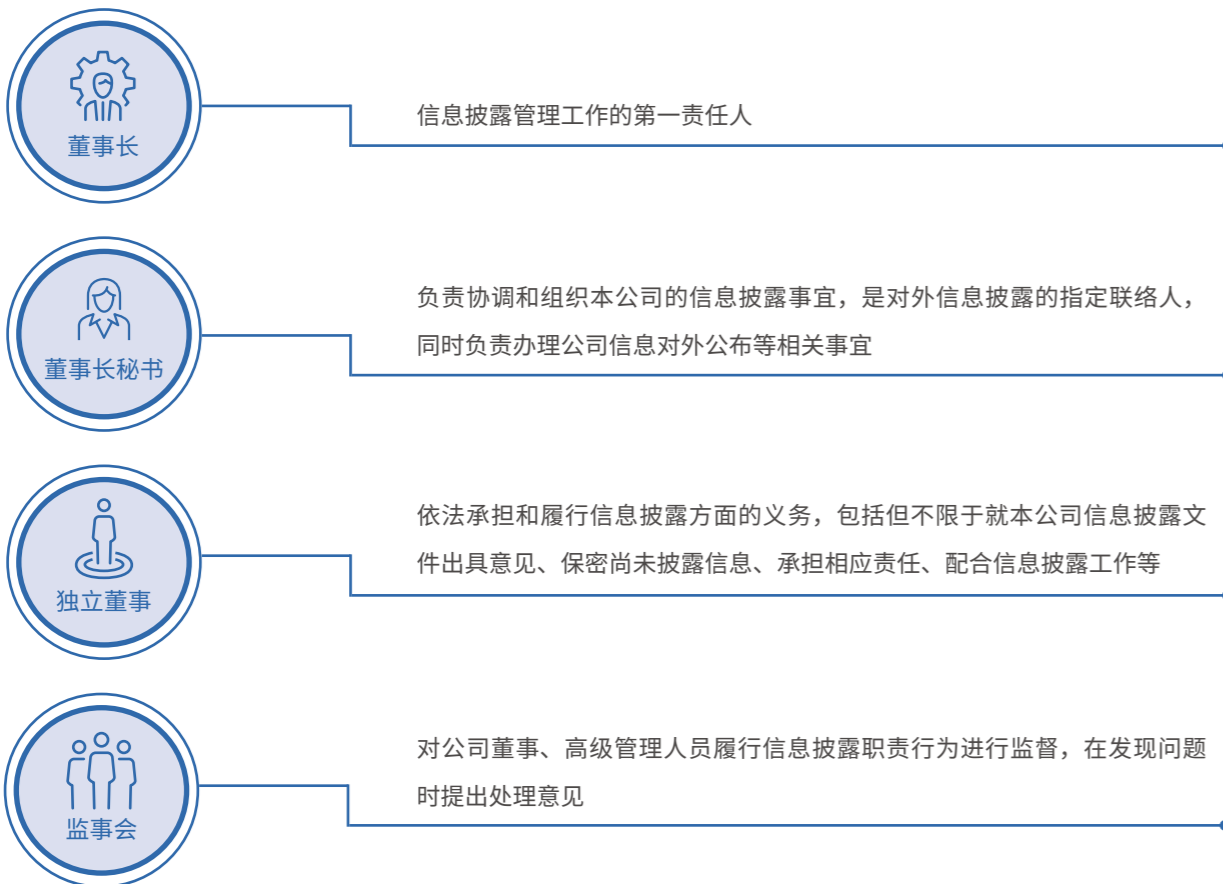 董事长
信息披露管理工作的第一责任人
董事长秘书
负责协调和组织本公司的信息披露事宜，是对外信息披露的指定联络人，
同时负责办理公司信息对外公布等相关事宜
独立董事
依法承担和履行信息披露方面的义务，包括但不限于就本公司信息披露文
件出具意见、保密尚未披露信息、承担相应责任、配合信息披露工作等
监事会
对公司董事、高级管理人员履行信息披露职责行为进行监督，在发现问题
时提出处理意见